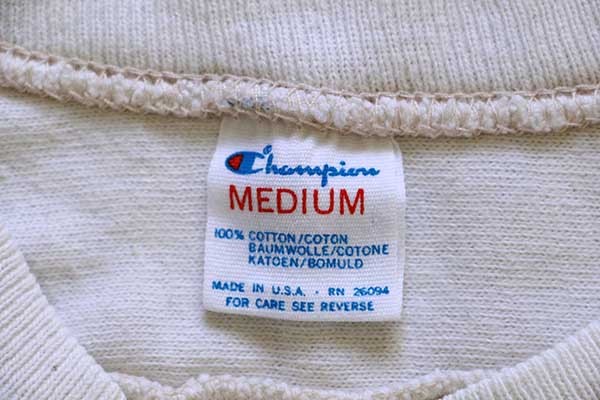 Champion
MEDIUM
100% COTTON/COTON
BAUMWOLLE/COTONE
KATOEN/BOMULD
MADE IN U.S.A. · RN 26094
FOR CARE SEE REVERSE